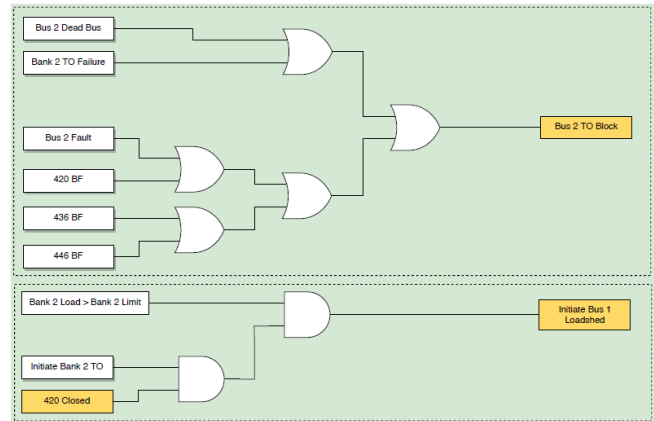 Bus 2 Dead Bus
Bank 2 TO Failure
Bus 2 Fault
420 BF
436 BF
446 BF
Bus 2 TO Block
Bank 2 Load > Bank 2 Limit
Initiate Bank 2 TO
420 Closed
Initiate Bus 1
Loadshed